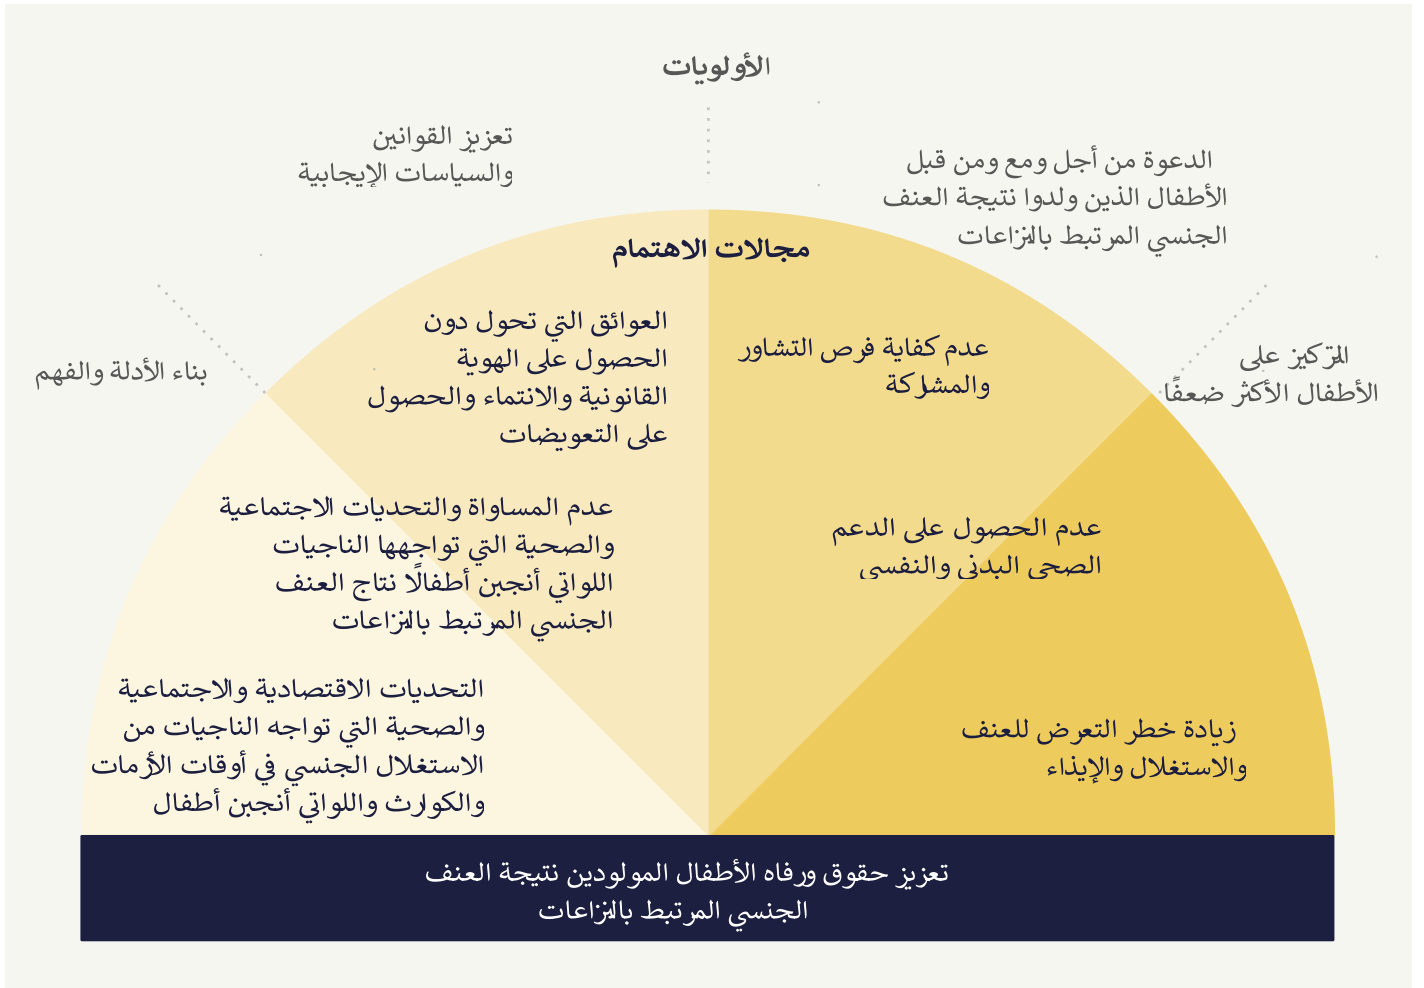 الأولويات
الدعوة من أجل ومع ومن قبل
الأطفال الذين ولدوا نتيجة العنف
الجنسي المرتبط بالنزاعات
تعزيز القوانين
والسياسات الإيجابية
التركيز على
الأطفال الأكثر ضعفًا
بناء الأدلة والفهم
مجالات الاهتمام
عدم كفاية فرص التشاور
والمشاركة
العوائق التي تحول دون
الحصول على الهوية
القانونية والانتماء والحصول
على التعويضات
عدم الحصول على الدعم
الصحي البدني والنفسي
عدم المساواة والتحديات الاجتماعية
والصحية التي تواجهها الناجيات
اللواتي أنجبن أطفالًا نتاج العنف
الجنسي المرتبط بالنزاعات
زيادة خطر التعرض للعنف
والاستغلال والإيذاء
التحديات الاقتصادية والاجتماعية
والصحية التي تواجه الناجيات من
الاستغلال الجنسي في أوقات الأزمات
والكوارث واللواتي أنجبن أطفال
تعزيز حقوق ورفاه الأطفال المولودين نتيجة العنف
الجنسي المرتبط بالنزاعات